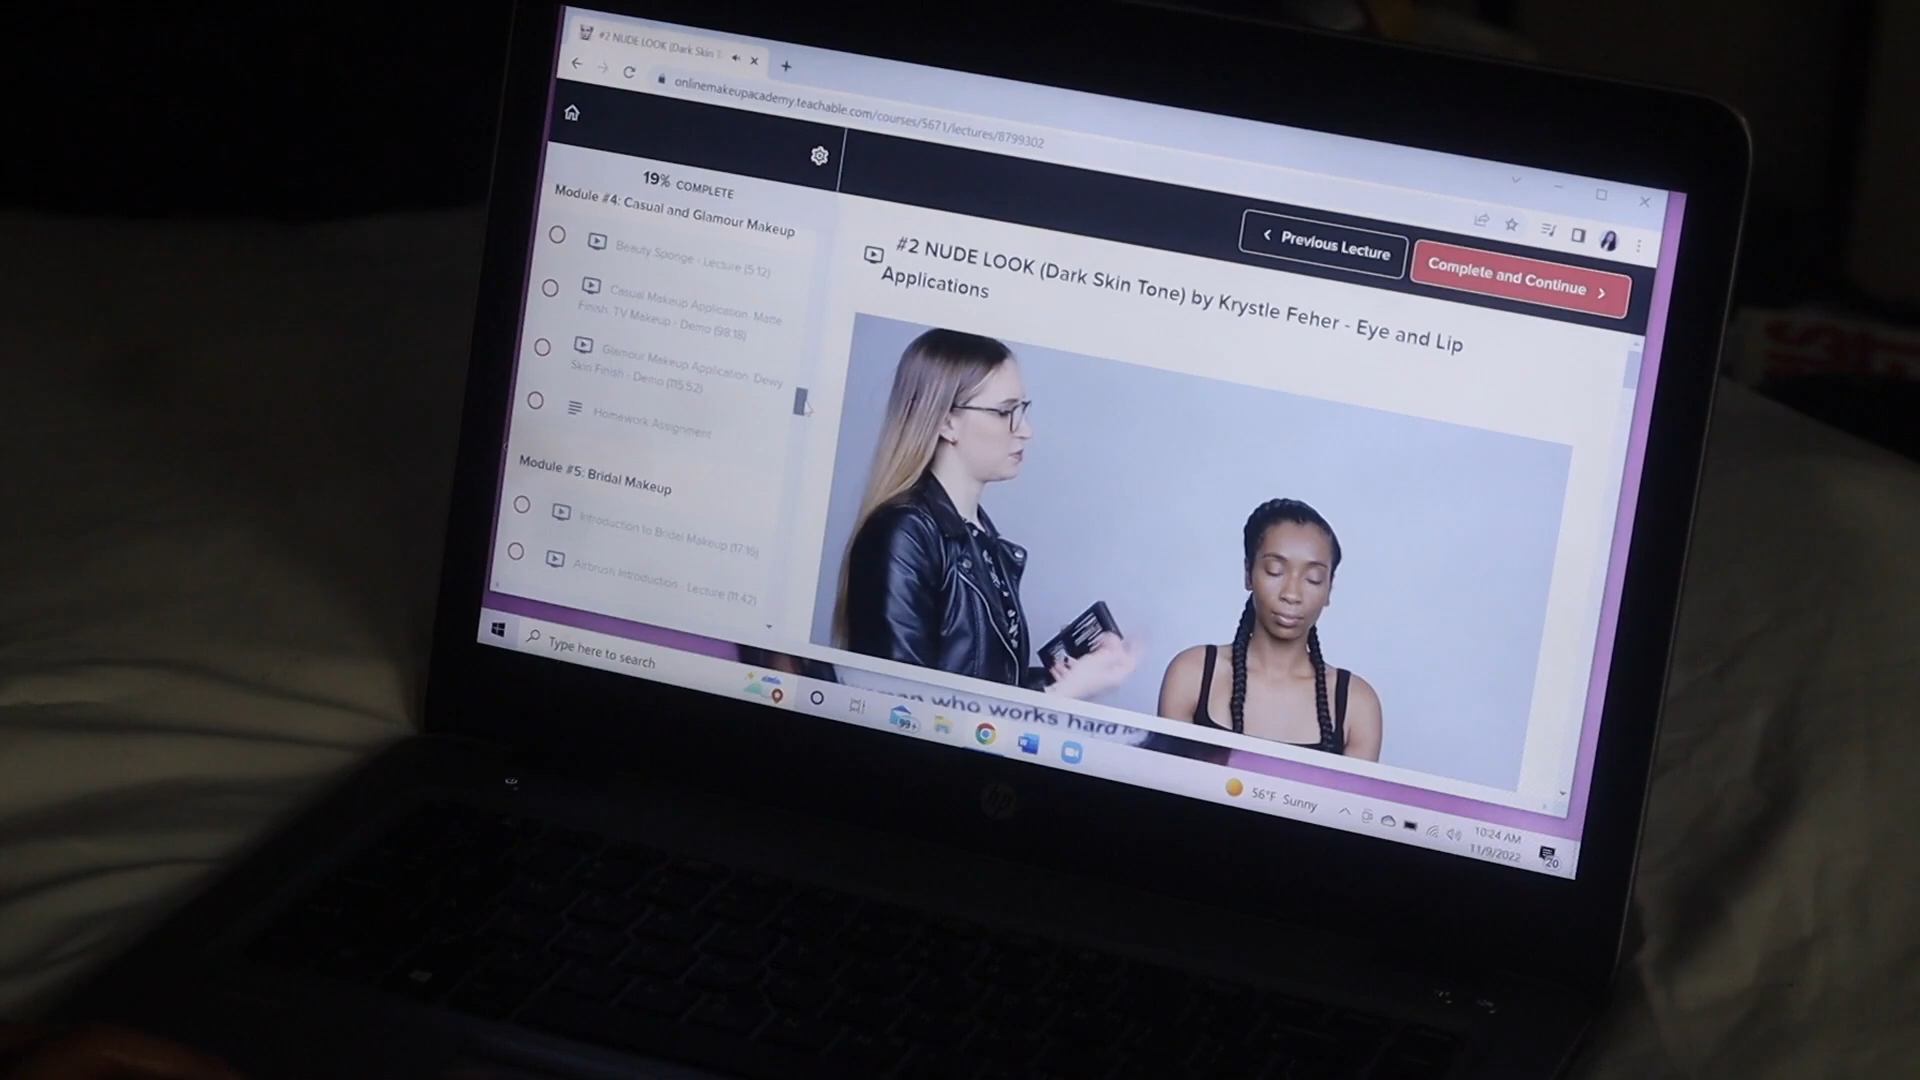 #2 NUDE LOOK (Dark Skin T
onlinemakeupacademy.teachable.com/courses/5671/lectures/8799302
19% COMPLETE
Module #4: Casual and Glamour Makeup
Beauty Sponge - Lecture (5:12)
Casual Makeup Application. Matte
Finish. TV Makeup - Demo (98:18)
Glamour Makeup Application. Dewy
Skin Finish - Demo (115:52)
Homework Assignment
Module #5: Bridal Makeup
Introduction to Bridal Makeup (17:16)
Airbrush Introduction - Lecture (11:42)
Previous Lecture
Complete and Continue
#2 NUDE LOOK (Dark Skin Tone) by Krystle Feher - Eye and Lip
Applications
who works hard
Type here to search
99+
56°F Sunny
10:24 AM
11/9/2022
20
hp